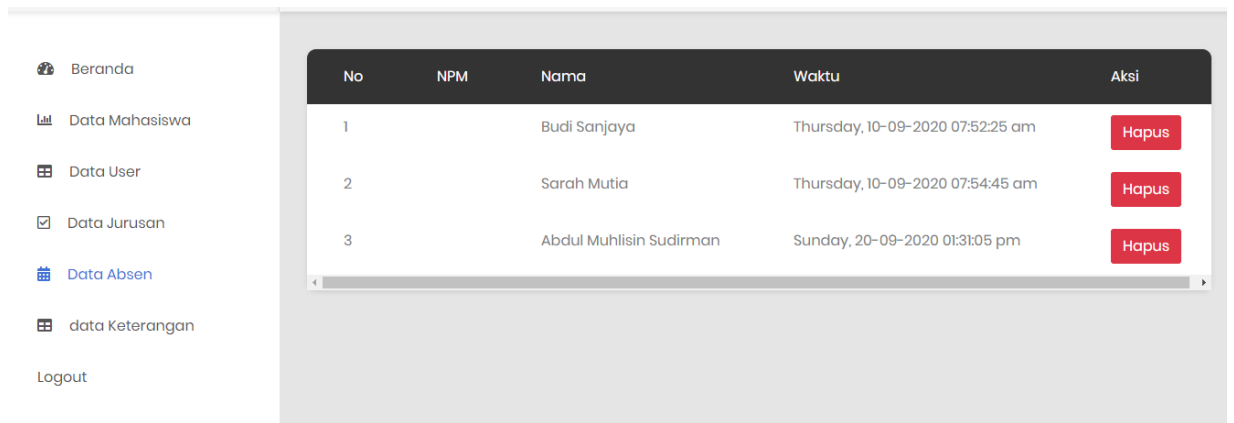 Beranda
Data Mahasiswa
Data User
Data Jurusan
Data Absen
data Keterangan
Logout
No NPM Nama Waktu Aksi
1 Budi Sanjaya Thursday, 10-09-2020 07:52:25 am Hapus
2 Sarah Mutia Thursday, 10-09-2020 07:54:45 am Hapus
3 Abdul Muhlisin Sudirman Sunday, 20-09-2020 01:31:05 pm Hapus